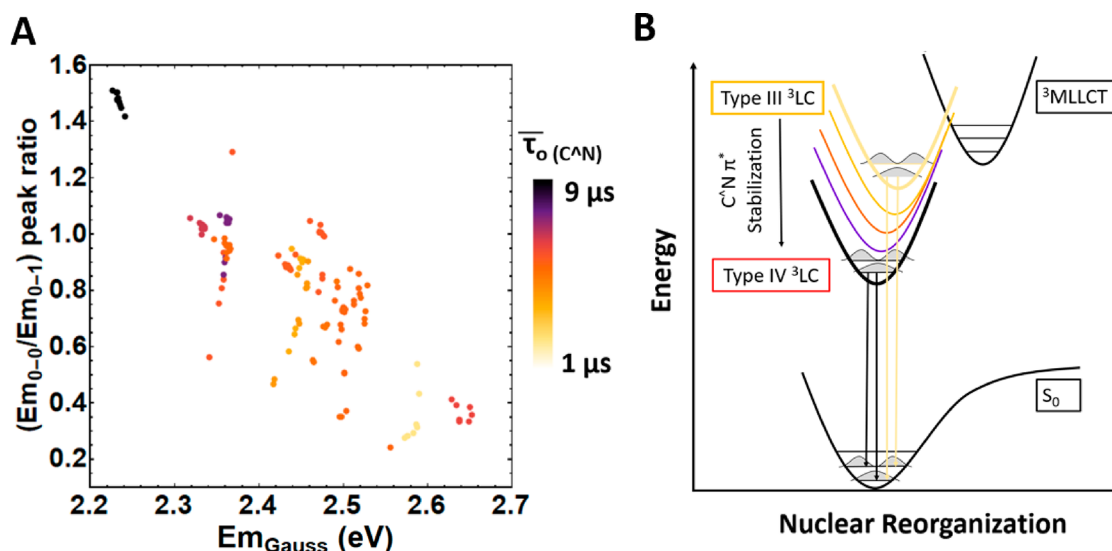 A
(Em₀₋₀/Em₀₋₁) peak ratio
1.6
1.4
1.2
1.0
0.8
0.6
0.4
0.2
2.2
2.3
2.4
2.5
2.6
2.7
Em_Gauss (eV)
τ̅ₒ (C^N)
9 μs
1 μs
B
Energy
Type III ³LC
³MLLCT
C^N π*
Stabilization
Type IV ³LC
S₀
Nuclear Reorganization